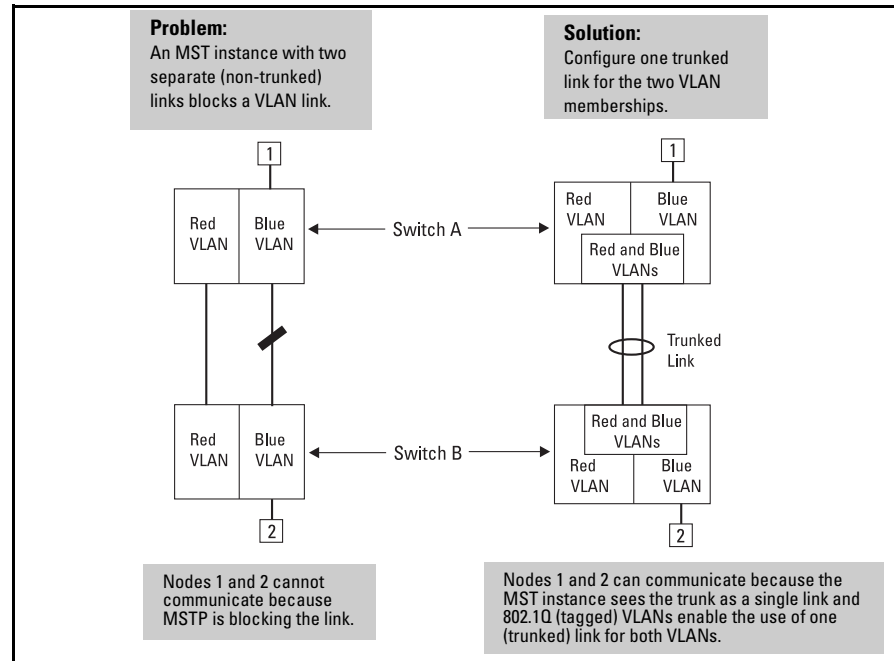 Problem:
An MST instance with two
separate (non-trunked)
links blocks a VLAN link.
Solution:
Configure one trunked
link for the two VLAN
memberships.
1
1
Red
VLAN
Blue
VLAN
Switch A
Red
VLAN
Blue
VLAN
Red and Blue
VLANs
Trunked
Link
Red
VLAN
Blue
VLAN
Switch B
Red and Blue
VLANs
Red
VLAN
Blue
VLAN
2
2
Nodes 1 and 2 cannot
communicate because
MSTP is blocking the link.
Nodes 1 and 2 can communicate because the
MST instance sees the trunk as a single link and
802.1Q (tagged) VLANs enable the use of one
(trunked) link for both VLANs.